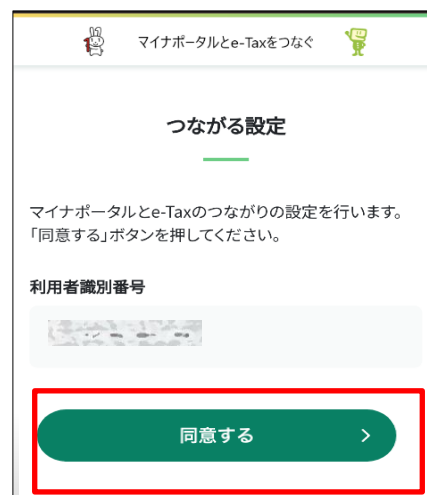 マイナポータルとe-Taxをつなぐ
つながる設定
マイナポータルとe-Taxのつながりの設定を行います。
「同意する」ボタンを押してください。
利用者識別番号
同意する